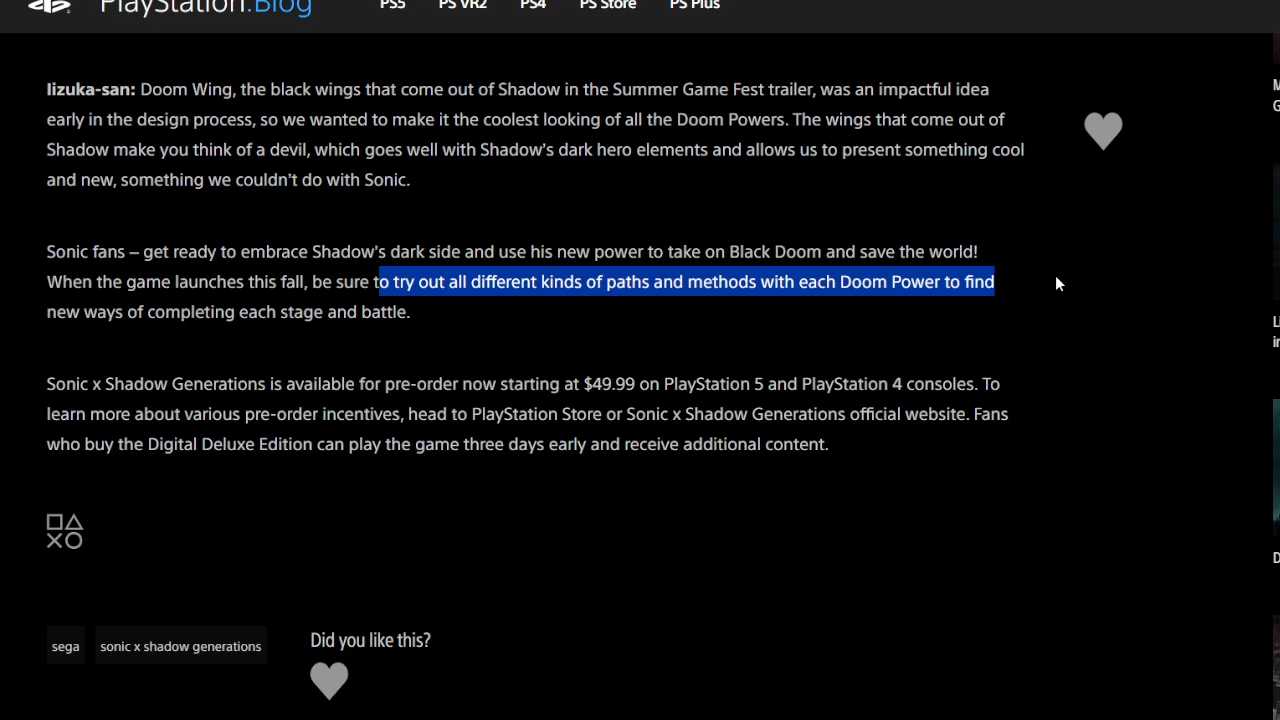 PlayStation.Blog PS5 PS VR2 PS4 PS Store PS Plus
Iizuka-san: Doom Wing, the black wings that come out of Shadow in the Summer Game Fest trailer, was an impactful idea
early in the design process, so we wanted to make it the coolest looking of all the Doom Powers. The wings that come out of
Shadow make you think of a devil, which goes well with Shadow's dark hero elements and allows us to present something cool
and new, something we couldn't do with Sonic.
Sonic fans – get ready to embrace Shadow's dark side and use his new power to take on Black Doom and save the world!
When the game launches this fall, be sure to try out all different kinds of paths and methods with each Doom Power to find
new ways of completing each stage and battle.
Sonic x Shadow Generations is available for pre-order now starting at $49.99 on PlayStation 5 and PlayStation 4 consoles. To
learn more about various pre-order incentives, head to PlayStation Store or Sonic x Shadow Generations official website. Fans
who buy the Digital Deluxe Edition can play the game three days early and receive additional content.
sega
sonic x shadow generations
Did you like this?